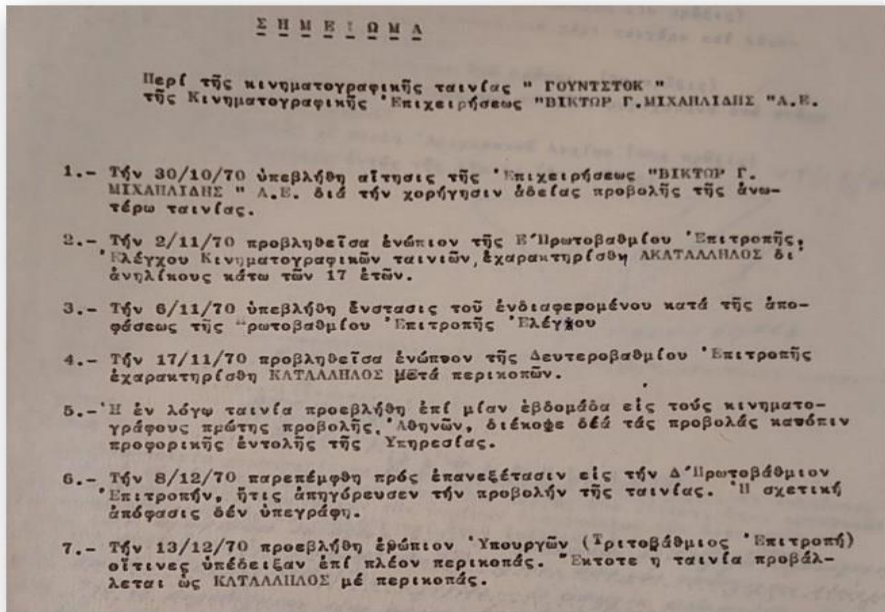 Σ Η Μ Ε Ι Ω Μ Α
Περί τῆς κινηματογραφικῆς ταινίας " ΓΟΥΝΤΣΤΟΚ "
τῆς Κινηματογραφικῆς Ἐπιχειρήσεως "ΒΙΚΤΩΡ Γ.ΜΙΧΑΗΛΙΔΗΣ "Α.Ε.
1.- Τήν 30/10/70 ὑπεβλήθη αἴτησις τῆς Ἐπιχειρήσεως "ΒΙΚΤΩΡ Γ.
ΜΙΧΑΗΛΙΔΗΣ " Α.Ε. διά τήν χορήγησιν ἀδείας προβολῆς τῆς ἀνω-
τέρω ταινίας.
2.- Τήν 2/11/70 προβληθεῖσα ἐνώπιον τῆς Ε'Πρωτοβαθμίου Ἐπιτροπῆς,
Ἐλέγχου Κινηματογραφικῶν ταινιῶν, ἐχαρακτηρίσθη ΑΚΑΤΑΛΛΗΛΟΣ δι'
ἀνηλίκους κάτω τῶν 17 ἐτῶν.
3.- Τήν 6/11/70 ὑπεβλήθη ἔνστασις τοῦ ἐνδιαφερομένου κατά τῆς ἀπο-
φάσεως τῆς Πρωτοβαθμίου Ἐπιτροπῆς Ἐλέγχου
4.- Τήν 17/11/70 προβληθεῖσα ἐνώπνον τῆς Δευτεροβαθμίου Ἐπιτροπῆς
ἐχαρακτηρίσθη ΚΑΤΑΛΛΗΛΟΣ μετά περικοπῶν.
5.-Ἡ ἐν λόγῳ ταινία προεβλήθη ἐπί μίαν ἑβδομάδα εἰς τούς κινηματο-
γράφους πρώτης προβολῆς, Ἀθηνῶν, διέκοψε δέά τάς προβολάς κατόπιν
προφορικῆς ἐντολῆς τῆς Ὑπηρεσίας.
6.- Τήν 8/12/70 παρεπέμφθη πρός ἐπανεξέτασιν εἰς τήν Δ'Πρωτοβάθμιον
Ἐπιτροπήν, ἥτις ἀπηγόρευσεν τήν προβολήν τῆς ταινίας. Ἡ σχετική
ἀπόφασις δέν ὑπεγράφη.
7.- Τήν 13/12/70 προεβλήθη ἐνώπιον Ὑπουργῶν (Τριτοβάθμιος Ἐπιτροπή)
οἵτινες ὑπέδειξαν ἐπί πλέον περικοπάς. Ἔκτοτε η ταινία προβάλ-
λεται ὡς ΚΑΤΑΛΛΗΛΟΣ μέ περικοπάς.